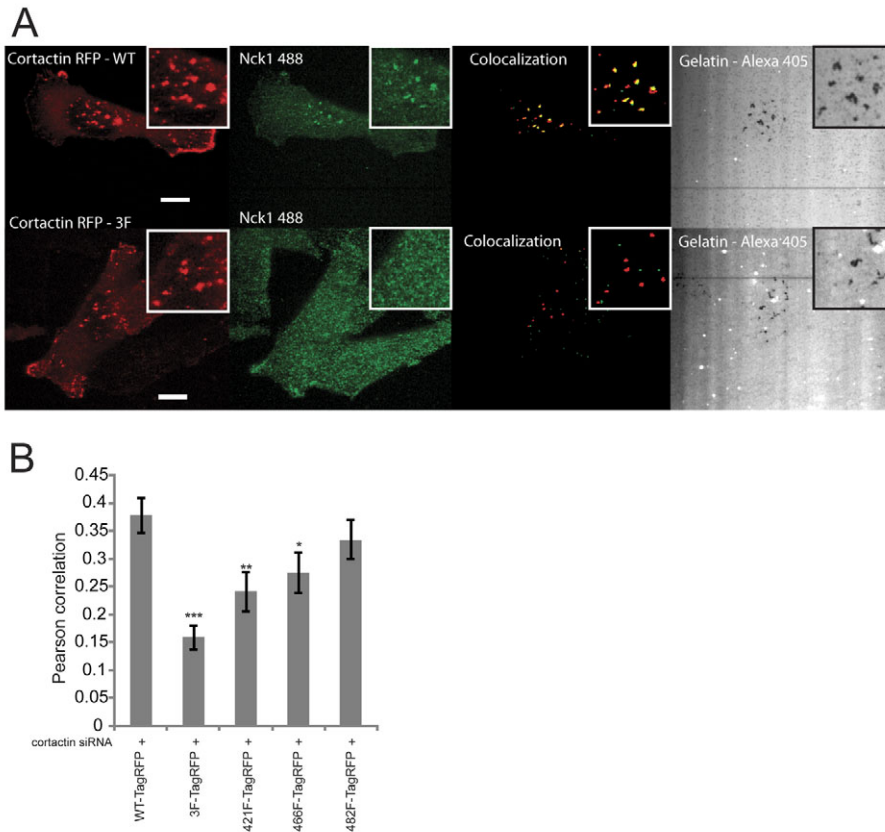 A
Cortactin RFP - WT
Nck1 488
Colocalization
Gelatin - Alexa 405
Cortactin RFP - 3F
Nck1 488
Colocalization
Gelatin - Alexa 405
B
Pearson correlation
0.45
0.4
0.35
0.3
0.25
0.2
0.15
0.1
0.05
0
***
**
*
cortactin siRNA + + + + +
WT-TagRFP
3F-TagRFP
421F-TagRFP
466F-TagRFP
482F-TagRFP